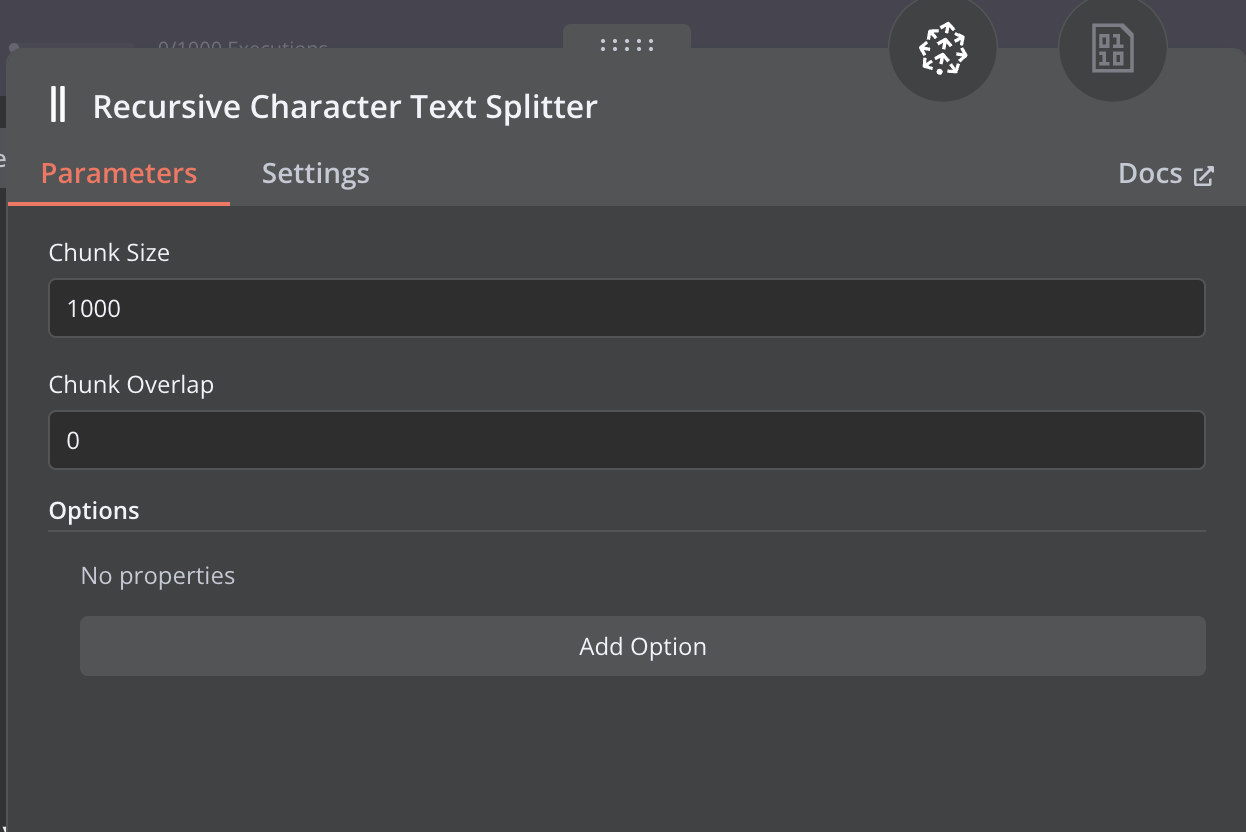 0/1000 Executions
Recursive Character Text Splitter
Parameters
Settings
Docs
Chunk Size
1000
Chunk Overlap
0
Options
No properties
Add Option